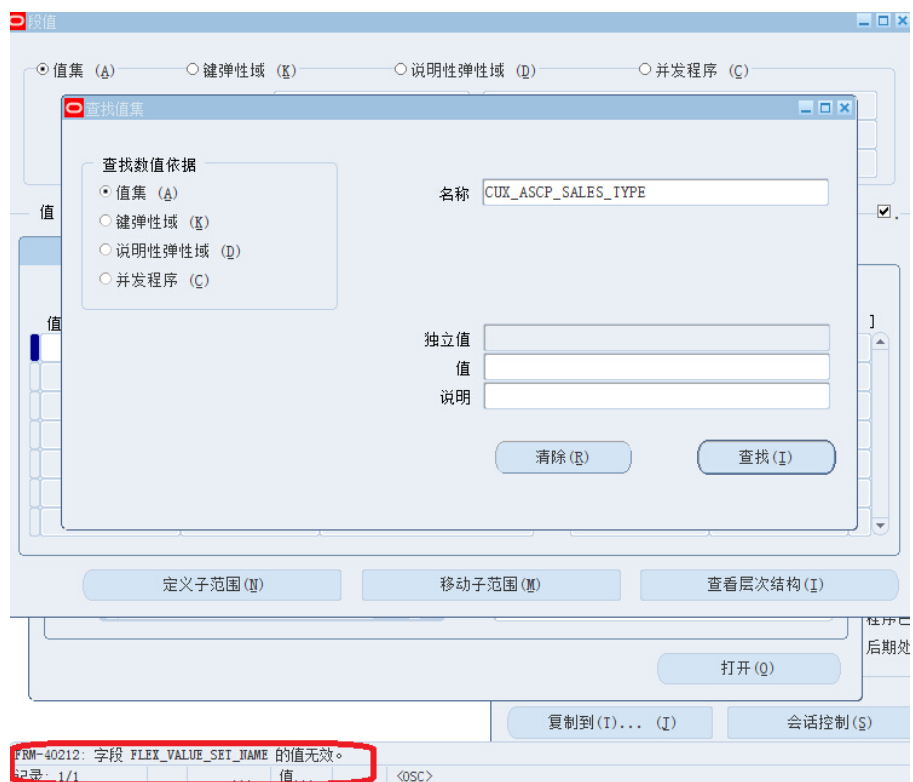 段值
值集 (A) 键弹性域 (K) 说明性弹性域 (D) 并发程序 (C)
查找值集
查找数值依据
值集 (A)
名称 CUX_ASCP_SALES_TYPE
键弹性域 (K)
值
说明性弹性域 (D)
并发程序 (C)
值
独立值
值
说明
清除(R) 查找(I)
定义子范围(N) 移动子范围(M) 查看层次结构(I)
后期处
打开(O)
复制到(I)... (J) 会话控制(S)
FRM-40212: 字段 FLEX_VALUE_SET_NAME 的值无效。
记录: 1/1 ... 值... <OSC>